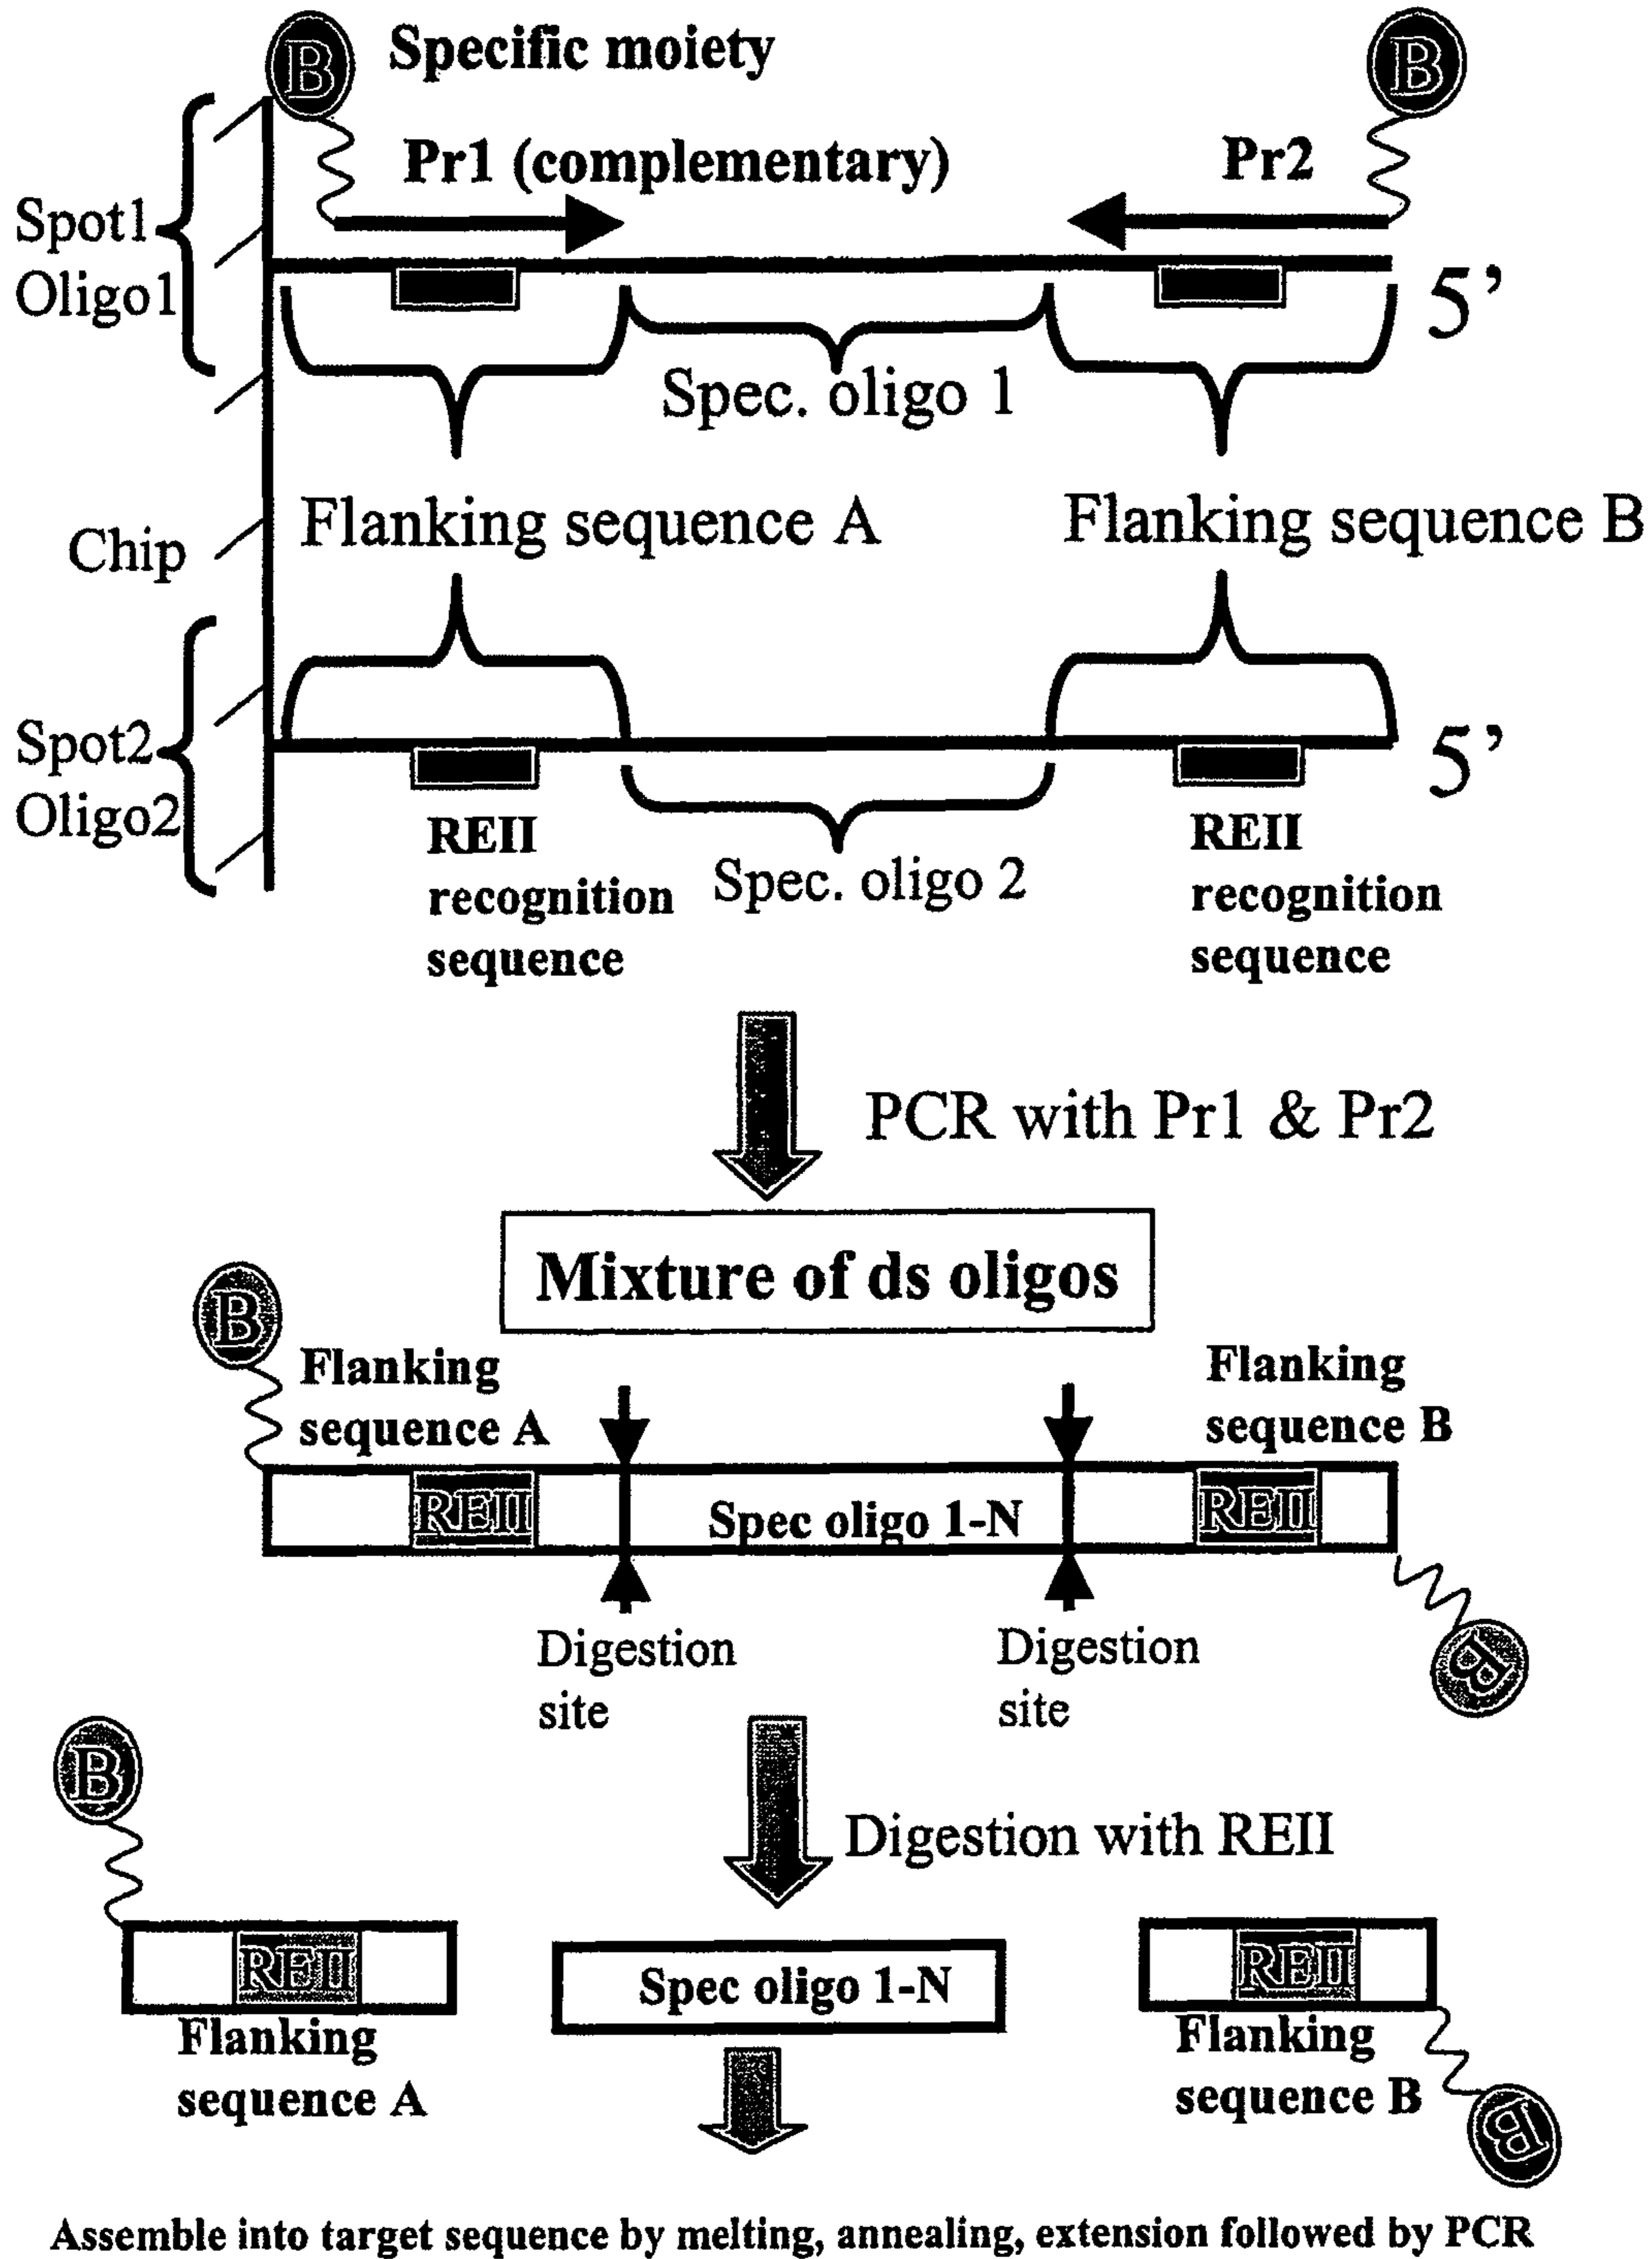 B
Specific moiety
B
Pr1 (complementary)
Pr2
Spot1
Oligo1
5’
Spec. oligo 1
Flanking sequence A
Flanking sequence B
Chip
Spot2
Oligo2
5’
REII
recognition
sequence
Spec. oligo 2
REII
recognition
sequence
PCR with Pr1 & Pr2
Mixture of ds oligos
B
Flanking
sequence A
Flanking
sequence B
REII
Spec oligo 1-N
REII
Digestion
site
Digestion
site
B
B
Digestion with REII
REII
Spec oligo 1-N
REII
Flanking
sequence A
Flanking
sequence B
B
Assemble into target sequence by melting, annealing, extension followed by PCR